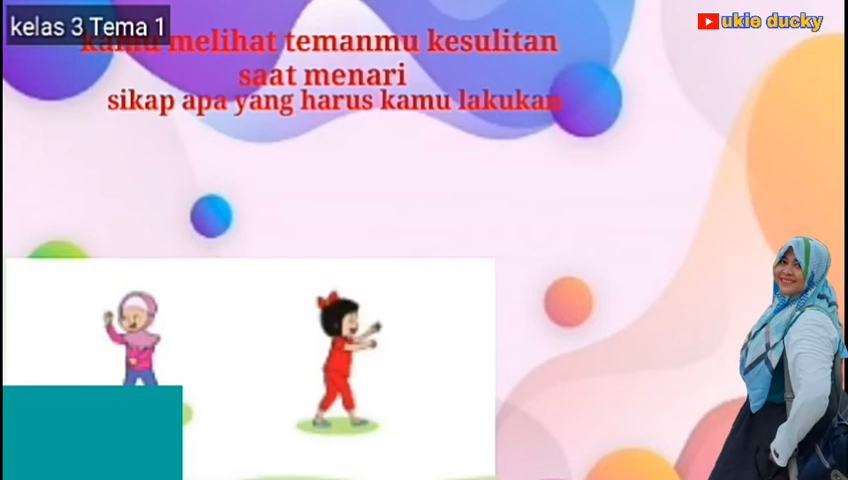 kelas 3 Tema 1
ukie ducky
kamu melihat temanmu kesulitan
saat menari
sikap apa yang harus kamu lakukan